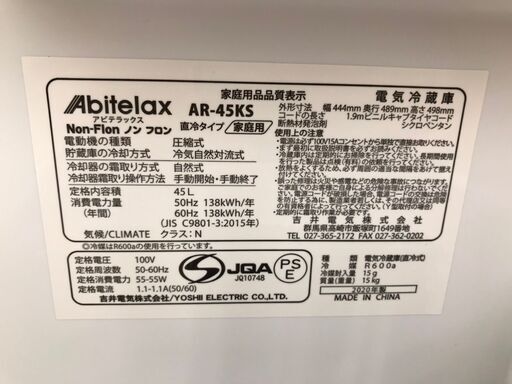 家庭用品品質表示
Abitelax
アビテラックス
AR-45KS
Non-Flon ノン フロン
直冷タイプ/家庭用
電動機の種類 圧縮式
貯蔵庫の冷却方式 冷気自然対流式
冷却器の霜取り方式 自然式
冷却器霜取操作方法 手動開始・手動終了
定格内容積 45L
消費電力量 50Hz 138kWh/年
(年間) 60Hz 138kWh/年
(JIS C9801-3:2015年)
気候/CLIMATE クラス:N
◎冷媒はR600aの使用を行っています。
定格電圧 100V
定格周波数 50-60Hz
定格消費電力 55-55W
定格電流 1.1-1.1A(50/60)
JQA
JQ10748
PS
E
吉井電気株式会社/YOSHII ELECTRIC CO.,LTD.
電気冷蔵庫
外形寸法 幅444mm奥行489mm高さ498mm
コードの長さ 1.9mビニルキャブタイヤコード
断熱材発泡剤 シクロペンタン
使用上の注意
吉井電気株式会社
群馬県高崎市飯塚町1649番地
TEL 027-365-2172 FAX 027-362-0202
種類 電気冷蔵庫(直冷式)
冷媒 R600a
冷媒封入量 15g
質量(重量) 15kg
2020年製
MADE IN CHINA